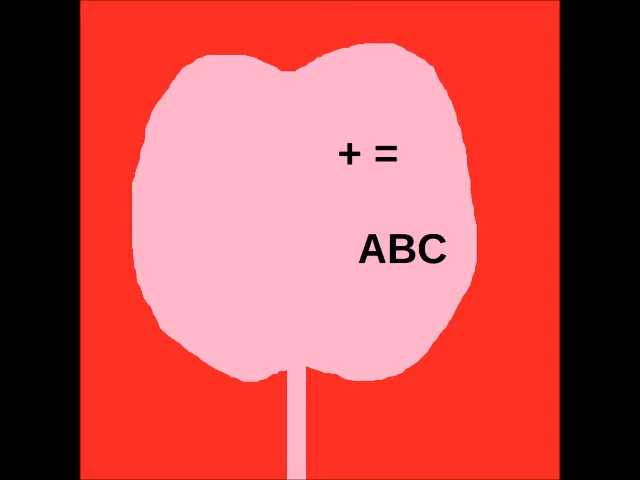 + =
ABC